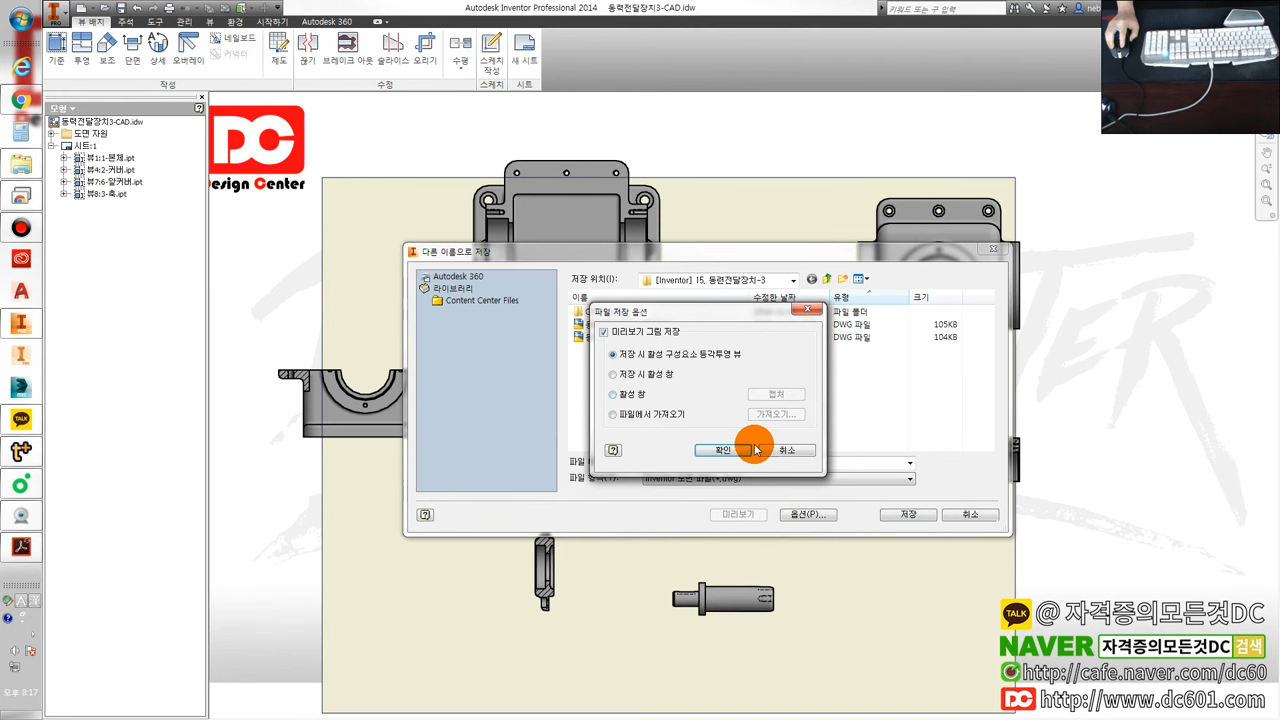 Autodesk Inventor Professional 2014 동력전달장치3-CAD.idw
키워드 또는 구 입력
PRO
뷰 배치 주석 도구 관리 뷰 환경 시작하기 Autodesk 360
기준 투영 보조 단면 상세 오버레이 네일보드 커넥터 제도 끊기 브레이크 아웃 슬라이스 오리기 수평 스케치 작성 새 시트
작성 수정 스케치 시트
모형
동력전달장치3-CAD.idw
도면 자원
시트:1
뷰1:1-본체.ipt
뷰4:2-커버.ipt
뷰7:6-앞커버.ipt
뷰8:3-축.ipt
DC
Design Center
다른 이름으로 저장
Autodesk 360
라이브러리
Content Center Files
저장 위치(I): [Inventor] 15, 동력전달장치-3
이름 수정한 날짜 유형 크기
파일 폴더
DWG 파일 105KB
DWG 파일 104KB
파일 저장 옵션
미리보기 그림 저장
저장 시 활성 구성요소 등각투영 뷰
저장 시 활성 창
활성 창 캡처
파일에서 가져오기 가져오기...
확인 취소
Inventor 도면 파일(*.dwg)
미리보기 옵션(P)... 저장 취소
TALK
오후 8:17
TALK @ 자격증의모든것DC
NAVER 자격증의모든것DC 검색
http://cafe.naver.com/dc60
DC http://www.dc601.com